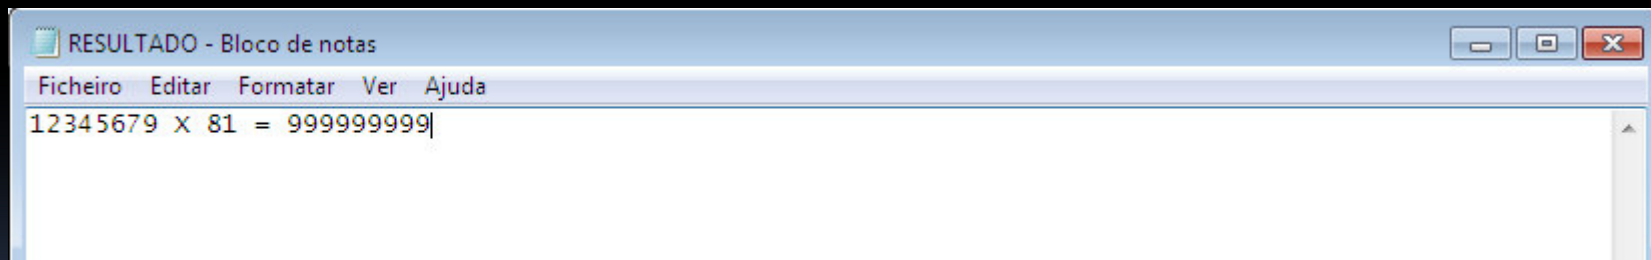 RESULTADO - Bloco de notas
Ficheiro Editar Formatar Ver Ajuda
12345679 X 81 = 999999999